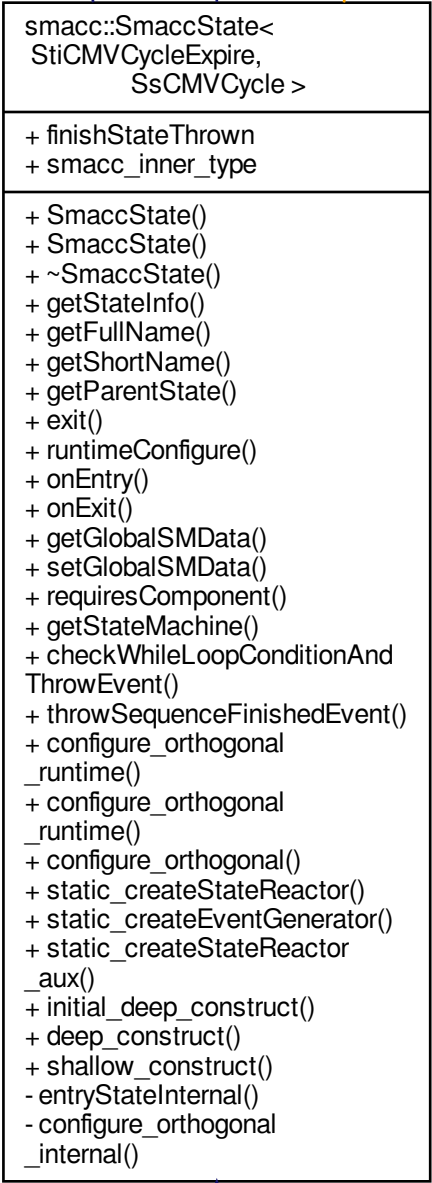 smacc::SmaccState<
StiCMVCycleExpire,
SsCMVCycle >
+ finishStateThrown
+ smacc_inner_type
+ SmaccState()
+ SmaccState()
+ ~SmaccState()
+ getStateInfo()
+ getFullName()
+ getShortName()
+ getParentState()
+ exit()
+ runtimeConfigure()
+ onEntry()
+ onExit()
+ getGlobalSMData()
+ setGlobalSMData()
+ requiresComponent()
+ getStateMachine()
+ checkWhileLoopConditionAnd
ThrowEvent()
+ throwSequenceFinishedEvent()
+ configure_orthogonal
_runtime()
+ configure_orthogonal
_runtime()
+ configure_orthogonal()
+ static_createStateReactor()
+ static_createEventGenerator()
+ static_createStateReactor
_aux()
+ initial_deep_construct()
+ deep_construct()
+ shallow_construct()
- entryStateInternal()
- configure_orthogonal
_internal()